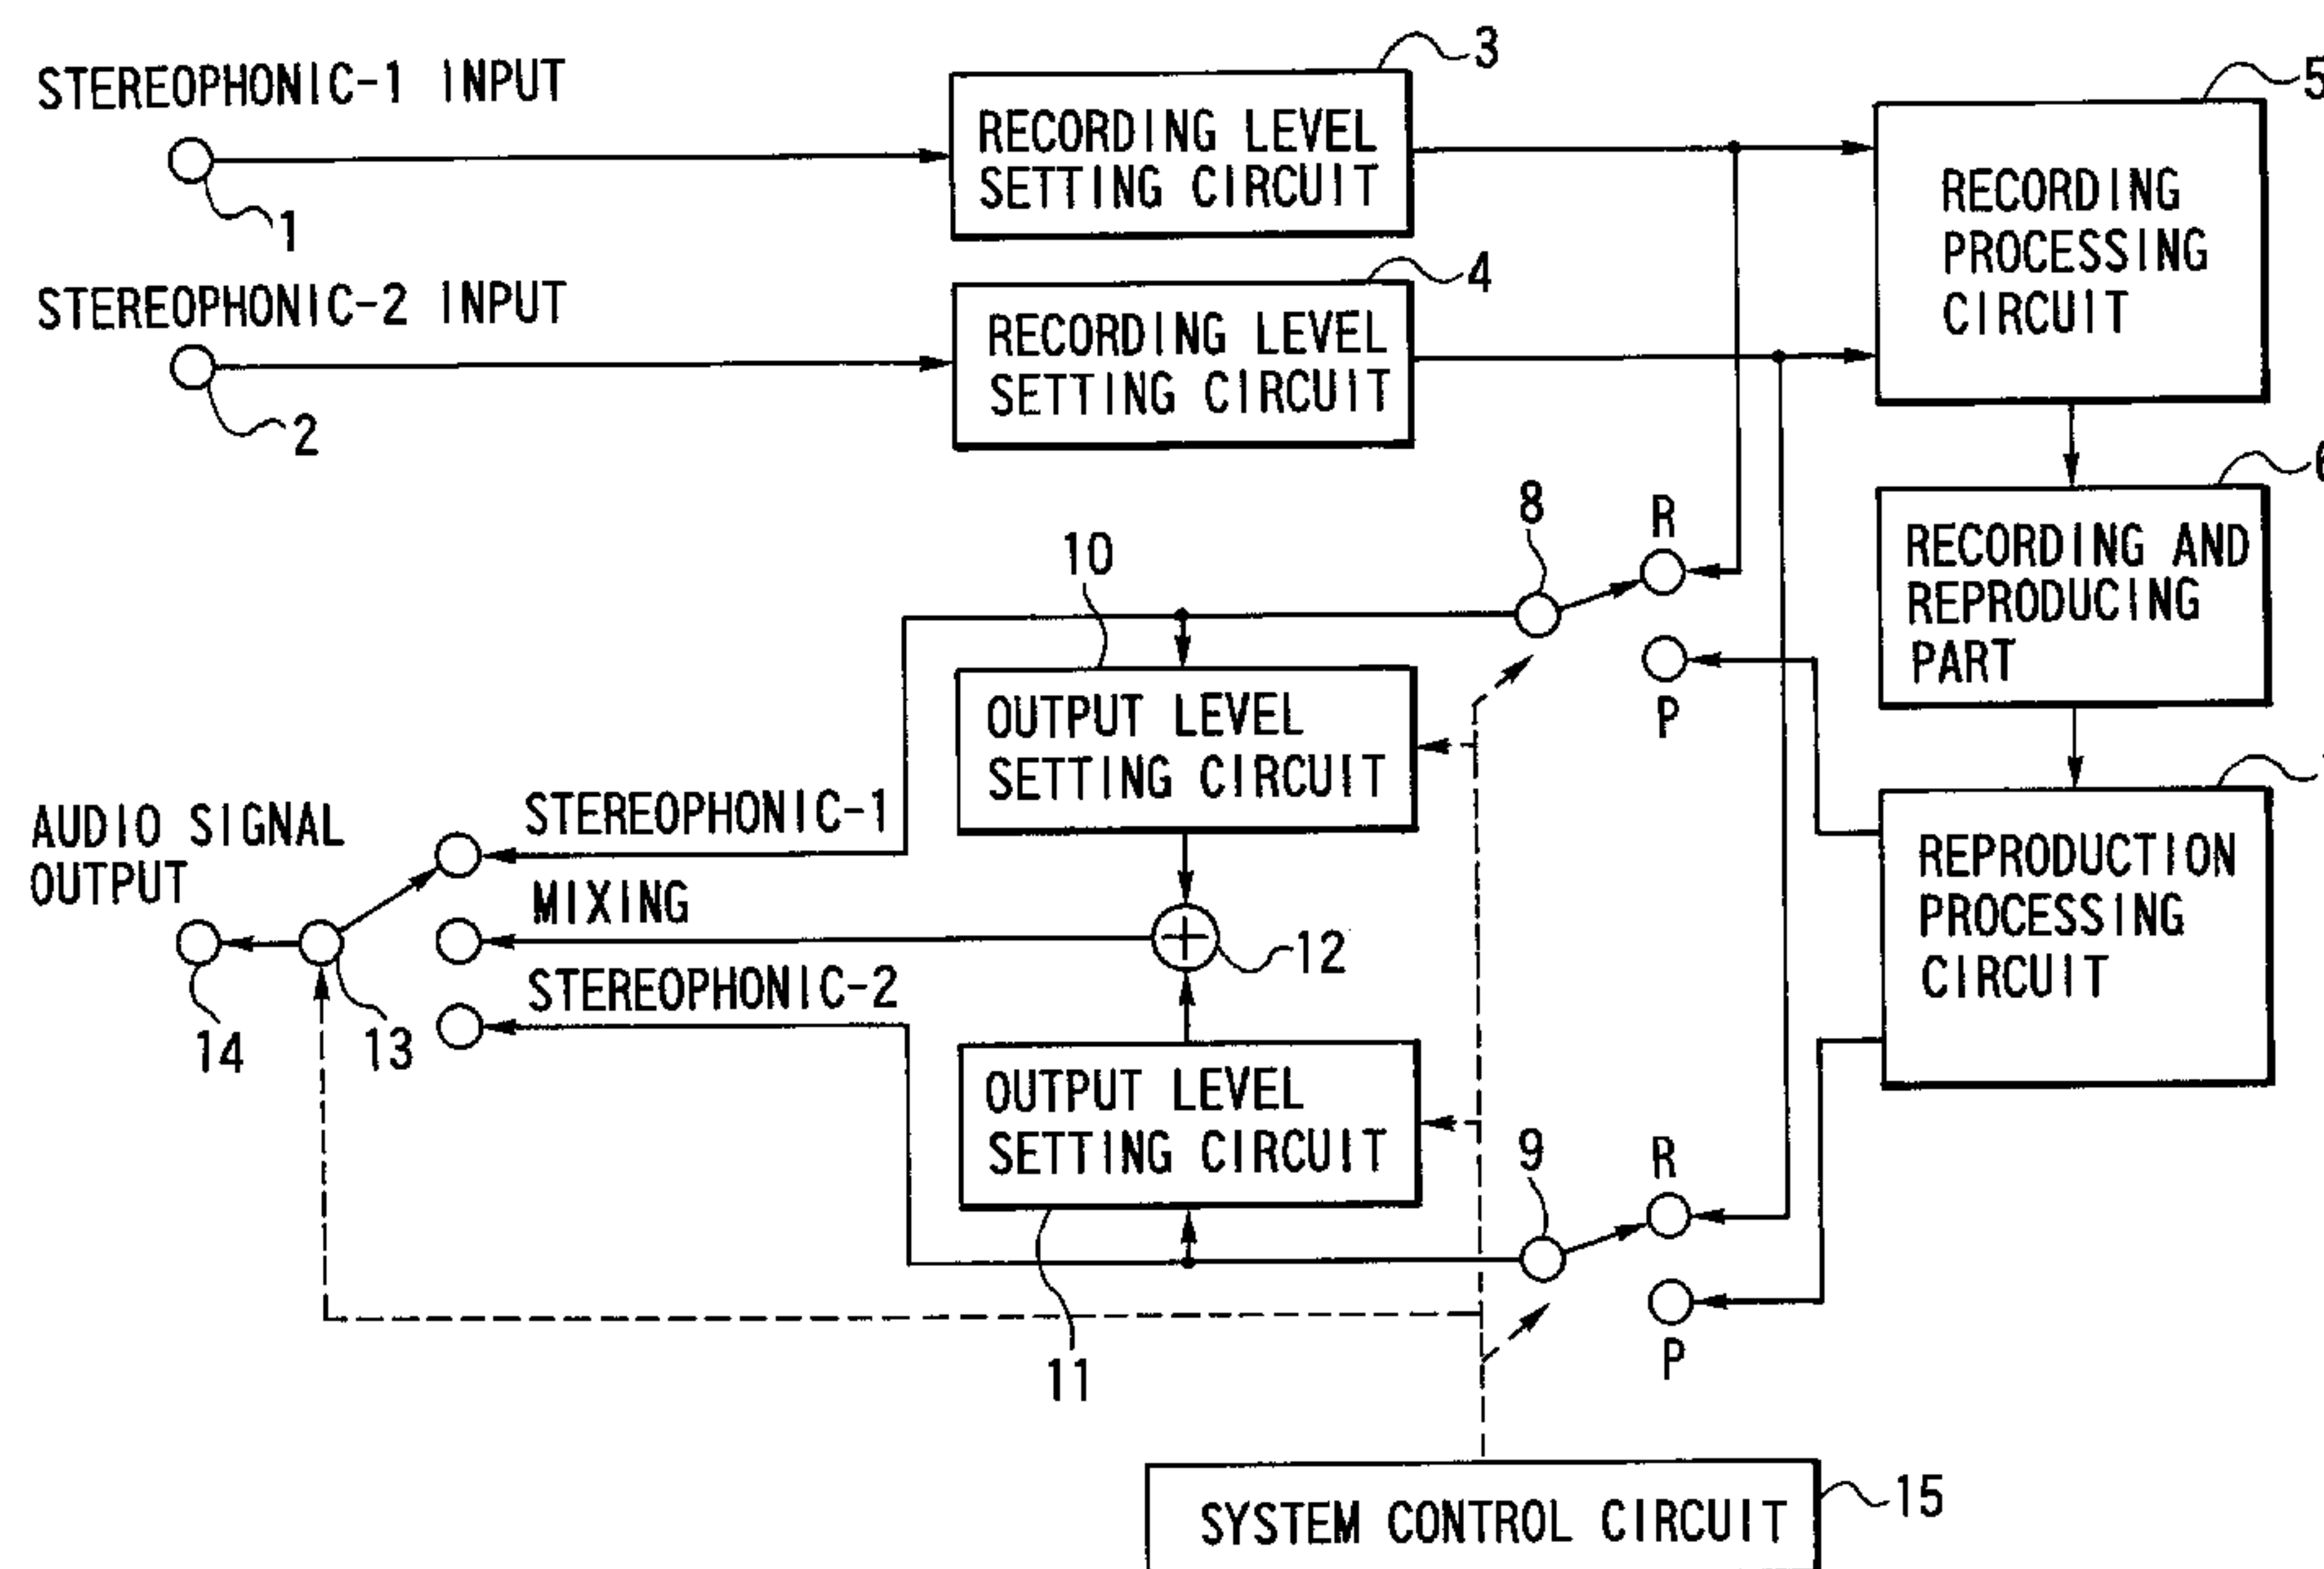 STEREOPHONIC-1 INPUT
1
RECORDING LEVEL
SETTING CIRCUIT
3
RECORDING
PROCESSING
CIRCUIT
5
STEREOPHONIC-2 INPUT
2
RECORDING LEVEL
SETTING CIRCUIT
4
RECORDING AND
REPRODUCING
PART
6
8
R
P
10
OUTPUT LEVEL
SETTING CIRCUIT
REPRODUCTION
PROCESSING
CIRCUIT
AUDIO SIGNAL
OUTPUT
STEREOPHONIC-1
MIXING
STEREOPHONIC-2
12
14
13
OUTPUT LEVEL
SETTING CIRCUIT
11
9
R
P
SYSTEM CONTROL CIRCUIT
15